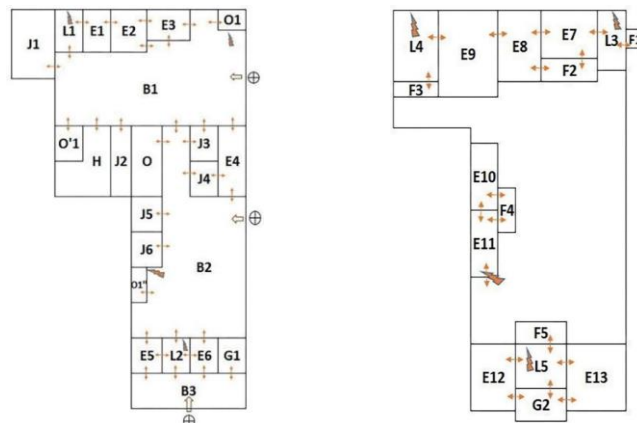 J1 L1 E1 E2 E3 O1
B1
O'1 H J2 O J3 E4
J4
J5
J6 B2
O1"
E5 L2 E6 G1
B3
L4 E9 E8 E7 L3
F2
F3
E10
F4
E11
F5
E12 L5 E13
G2